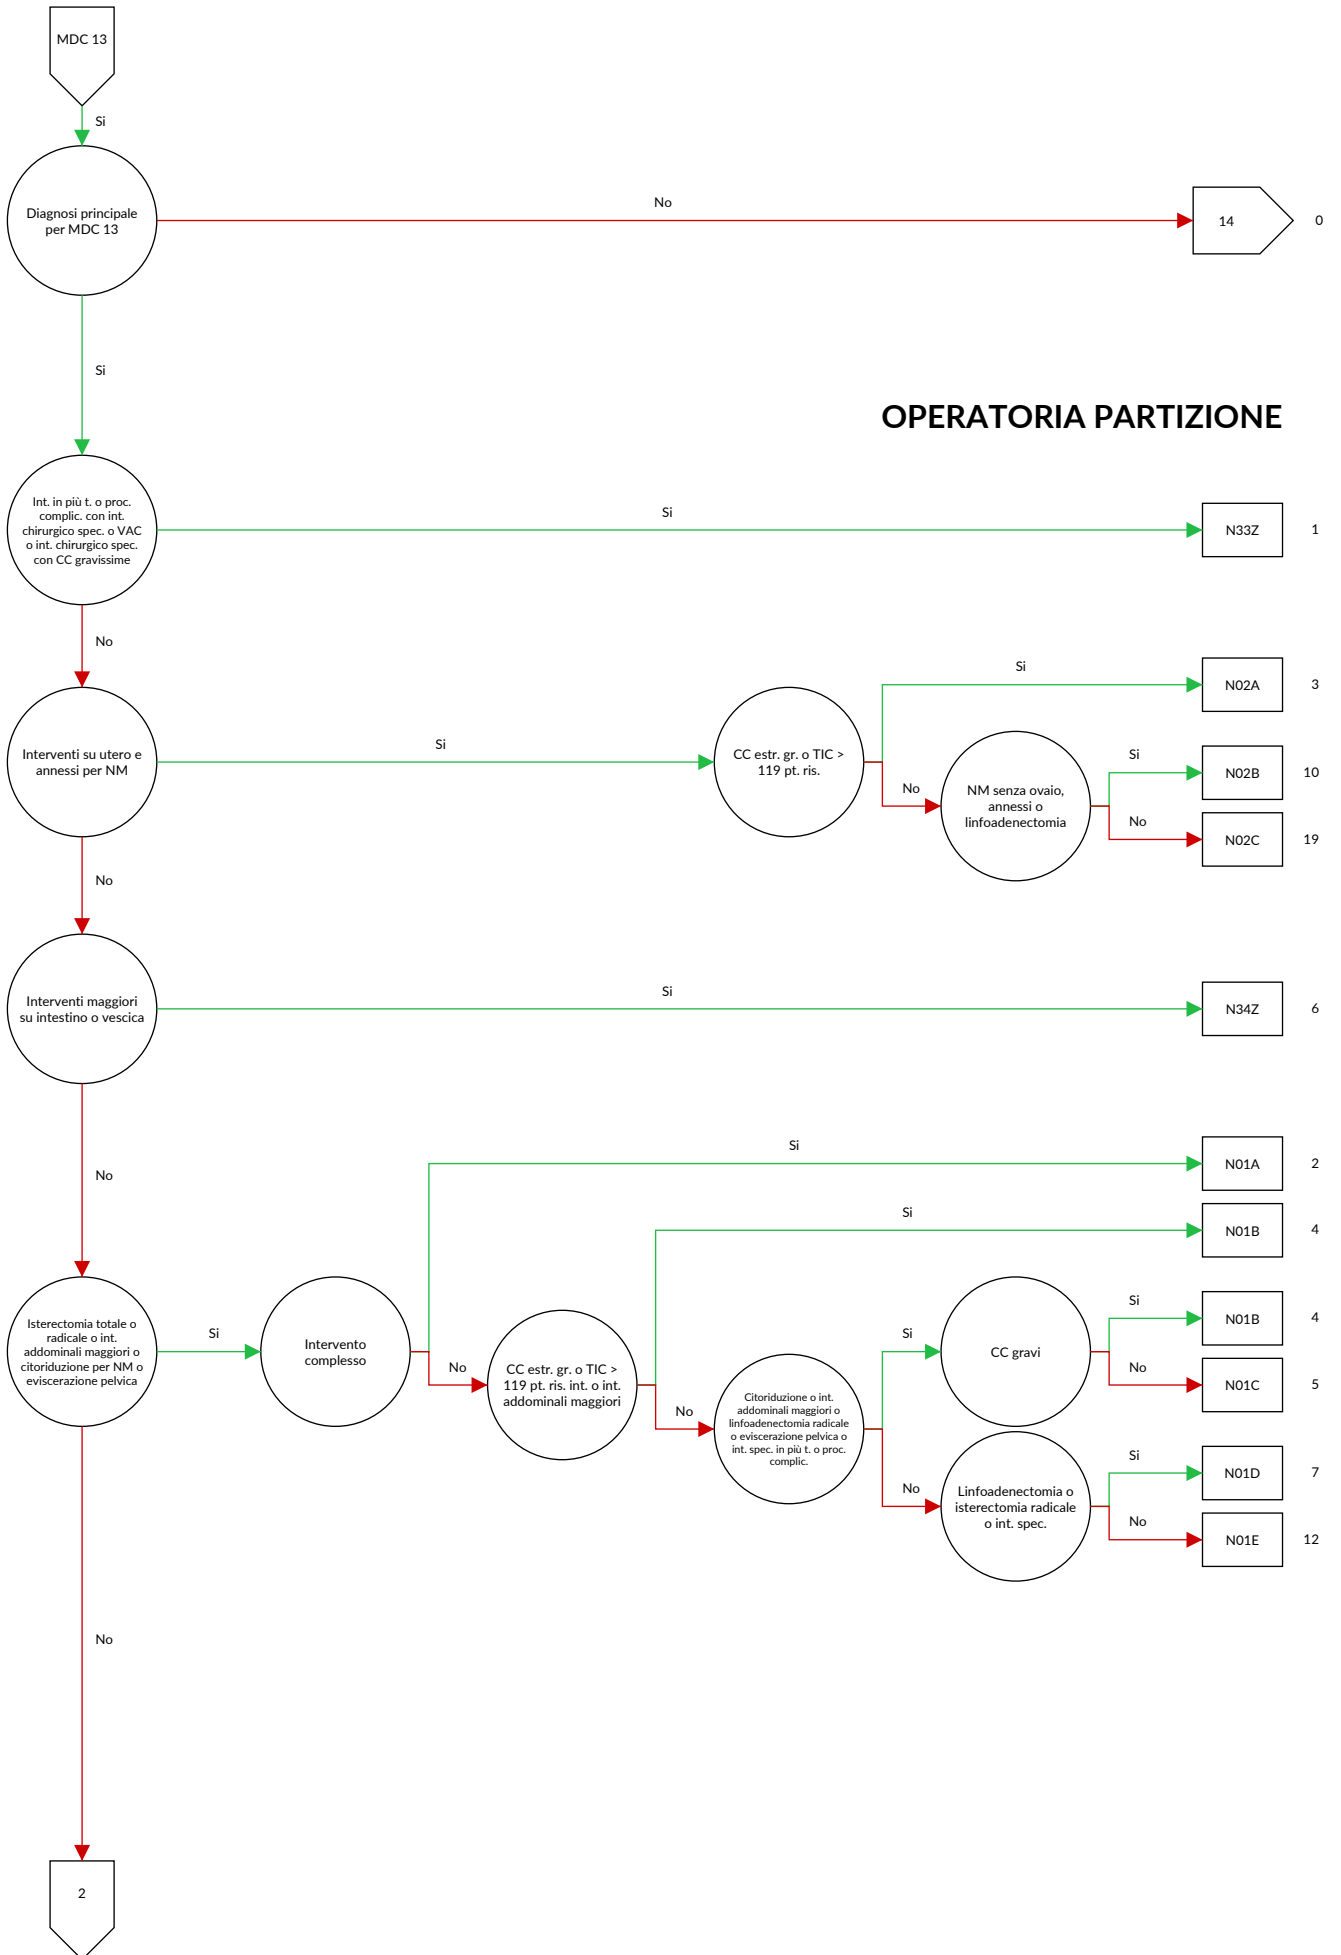 MDC 13
Si
Diagnosi principale
per MDC 13
No
14
0
Si
OPERATORIA PARTIZIONE
Int. in più t. o proc.
complic. con int.
chirurgico spec. o VAC
o int. chirurgico spec.
con CC gravissime
Si
N33Z
1
No
Interventi su utero e
annessi per NM
Si
CC estr. gr. o TIC >
119 pt. ris.
Si
N02A
3
No
NM senza ovaio,
annessi o
linfoadenectomia
Si
N02B
10
No
N02C
19
No
Interventi maggiori
su intestino o vescica
Si
N34Z
6
No
Isterectomia totale o
radicale o int.
addominali maggiori o
citoriduzione per NM o
eviscerazione pelvica
Si
Intervento
complesso
Si
N01A
2
No
CC estr. gr. o TIC >
119 pt. ris. int. o int.
addominali maggiori
Si
N01B
4
No
Citoriduzione o int.
addominali maggiori o
linfoadenectomia radicale
o eviscerazione pelvica o
int. spec. in più t. o proc.
complic.
Si
CC gravi
Si
N01B
4
No
N01C
5
No
Linfoadenectomia o
isterectomia radicale
o int. spec.
Si
N01D
7
No
N01E
12
No
2